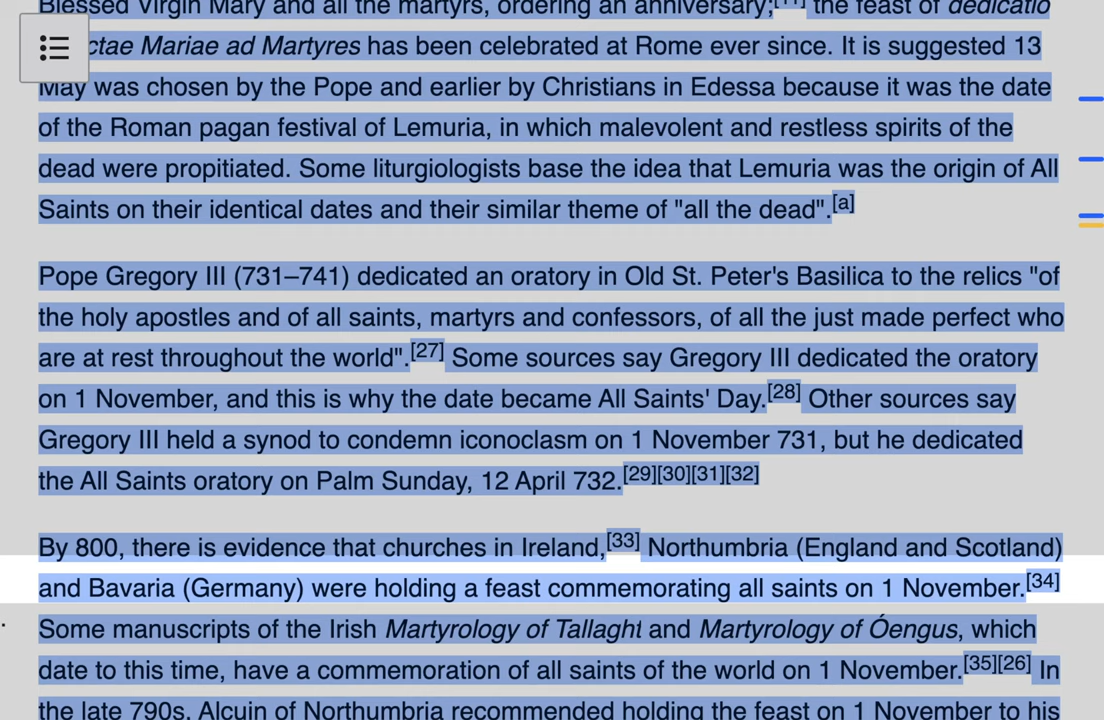 Blessed Virgin Mary and all the martyrs, ordering an anniversary; the feast of dedicatio
ctae Mariae ad Martyres has been celebrated at Rome ever since. It is suggested 13
May was chosen by the Pope and earlier by Christians in Edessa because it was the date
of the Roman pagan festival of Lemuria, in which malevolent and restless spirits of the
dead were propitiated. Some liturgiologists base the idea that Lemuria was the origin of All
Saints on their identical dates and their similar theme of "all the dead".[a]
Pope Gregory III (731–741) dedicated an oratory in Old St. Peter's Basilica to the relics "of
the holy apostles and of all saints, martyrs and confessors, of all the just made perfect who
are at rest throughout the world".[27] Some sources say Gregory III dedicated the oratory
on 1 November, and this is why the date became All Saints' Day.[28] Other sources say
Gregory III held a synod to condemn iconoclasm on 1 November 731, but he dedicated
the All Saints oratory on Palm Sunday, 12 April 732.[29][30][31][32]
By 800, there is evidence that churches in Ireland,[33] Northumbria (England and Scotland)
and Bavaria (Germany) were holding a feast commemorating all saints on 1 November.[34]
Some manuscripts of the Irish Martyrology of Tallaght and Martyrology of Óengus, which
date to this time, have a commemoration of all saints of the world on 1 November.[35][26] In
the late 790s, Alcuin of Northumbria recommended holding the feast on 1 November to his